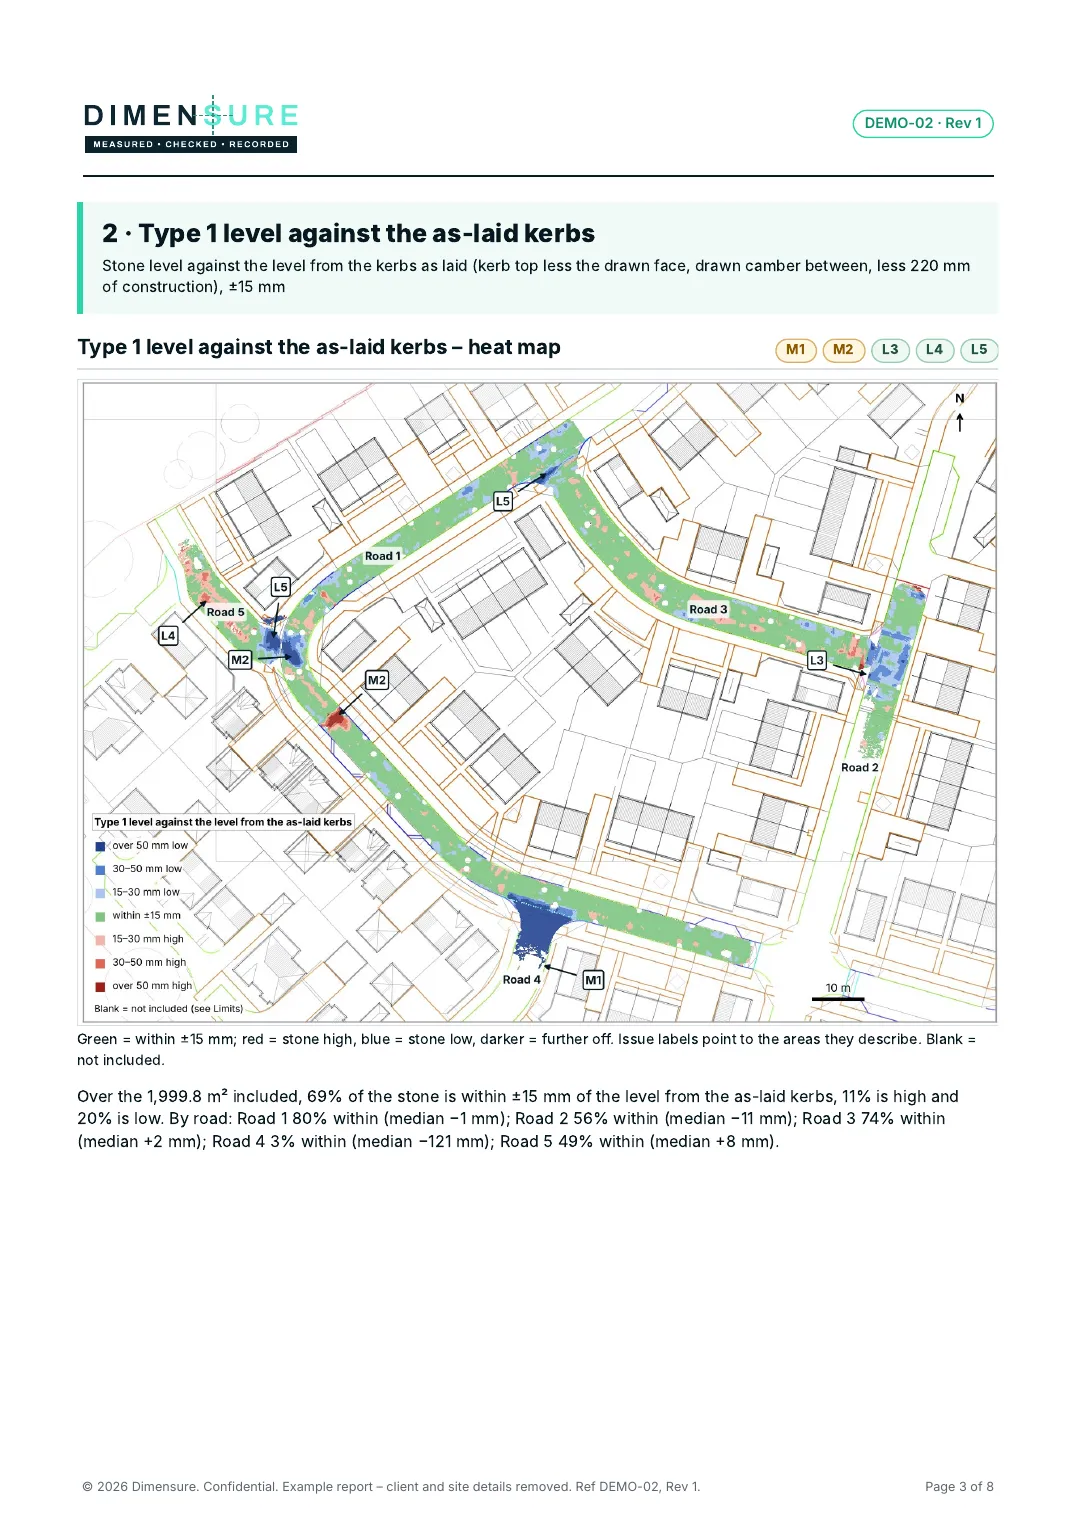 DIMENSURE
MEASURED • CHECKED • RECORDED
DEMO-02 · Rev 1
2 · Type 1 level against the as-laid kerbs
Stone level against the level from the kerbs as laid (kerb top less the drawn face, drawn camber between, less 220 mm
of construction), ±15 mm
Type 1 level against the as-laid kerbs – heat map
M1 M2 L3 L4 L5
N
L5
Road 1
L5
Road 5
Road 3
L4
M2
L3
M2
Road 2
Type 1 level against the level from the as-laid kerbs
over 50 mm low
30–50 mm low
15–30 mm low
within ±15 mm
15–30 mm high
30–50 mm high
over 50 mm high
Blank = not included (see Limits)
Road 4
M1
10 m
Green = within ±15 mm; red = stone high, blue = stone low, darker = further off. Issue labels point to the areas they describe. Blank =
not included.
Over the 1,999.8 m² included, 69% of the stone is within ±15 mm of the level from the as-laid kerbs, 11% is high and
20% is low. By road: Road 1 80% within (median −1 mm); Road 2 56% within (median −11 mm); Road 3 74% within
(median +2 mm); Road 4 3% within (median −121 mm); Road 5 49% within (median +8 mm).
© 2026 Dimensure. Confidential. Example report – client and site details removed. Ref DEMO-02, Rev 1.
Page 3 of 8